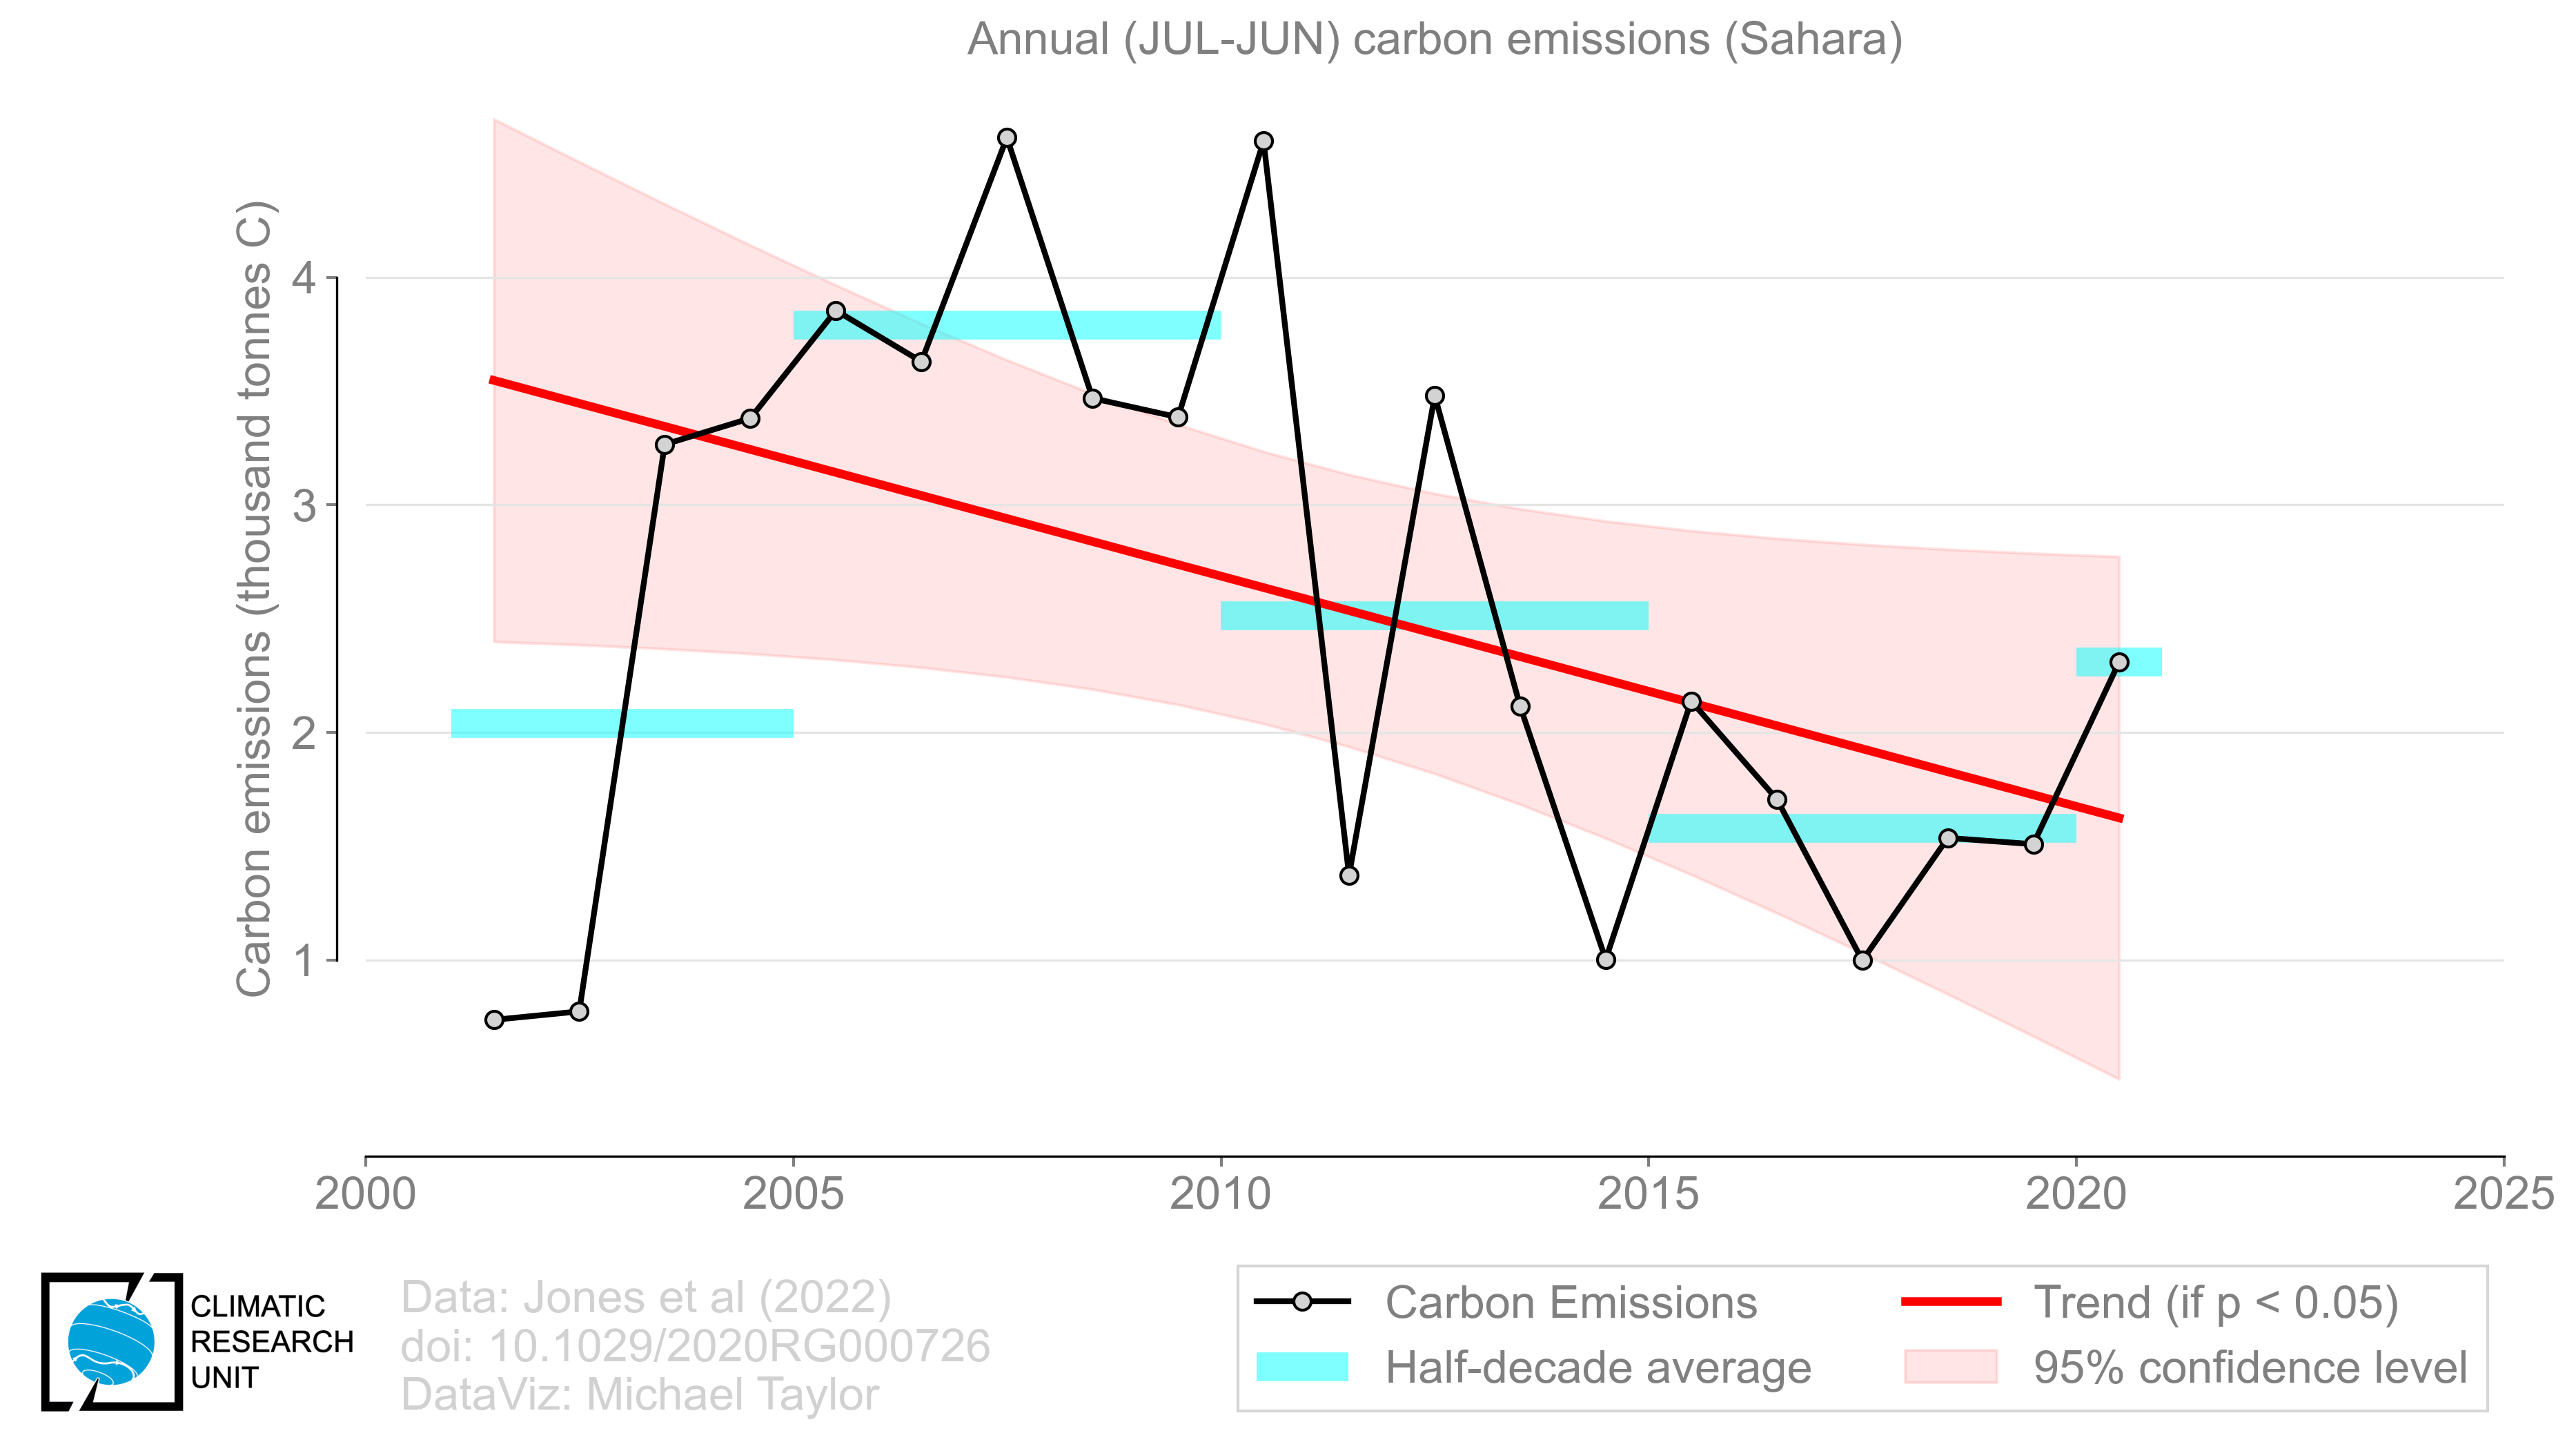 Annual (JUL-JUN) carbon emissions (Sahara)
Carbon emissions (thousand tonnes C)
4
3
2
1
2000
2005
2010
2015
2020
2025
CLIMATIC
RESEARCH
UNIT
Data: Jones et al (2022)
doi: 10.1029/2020RG000726
DataViz: Michael Taylor
Carbon Emissions
Half-decade average
Trend (if p < 0.05)
95% confidence level